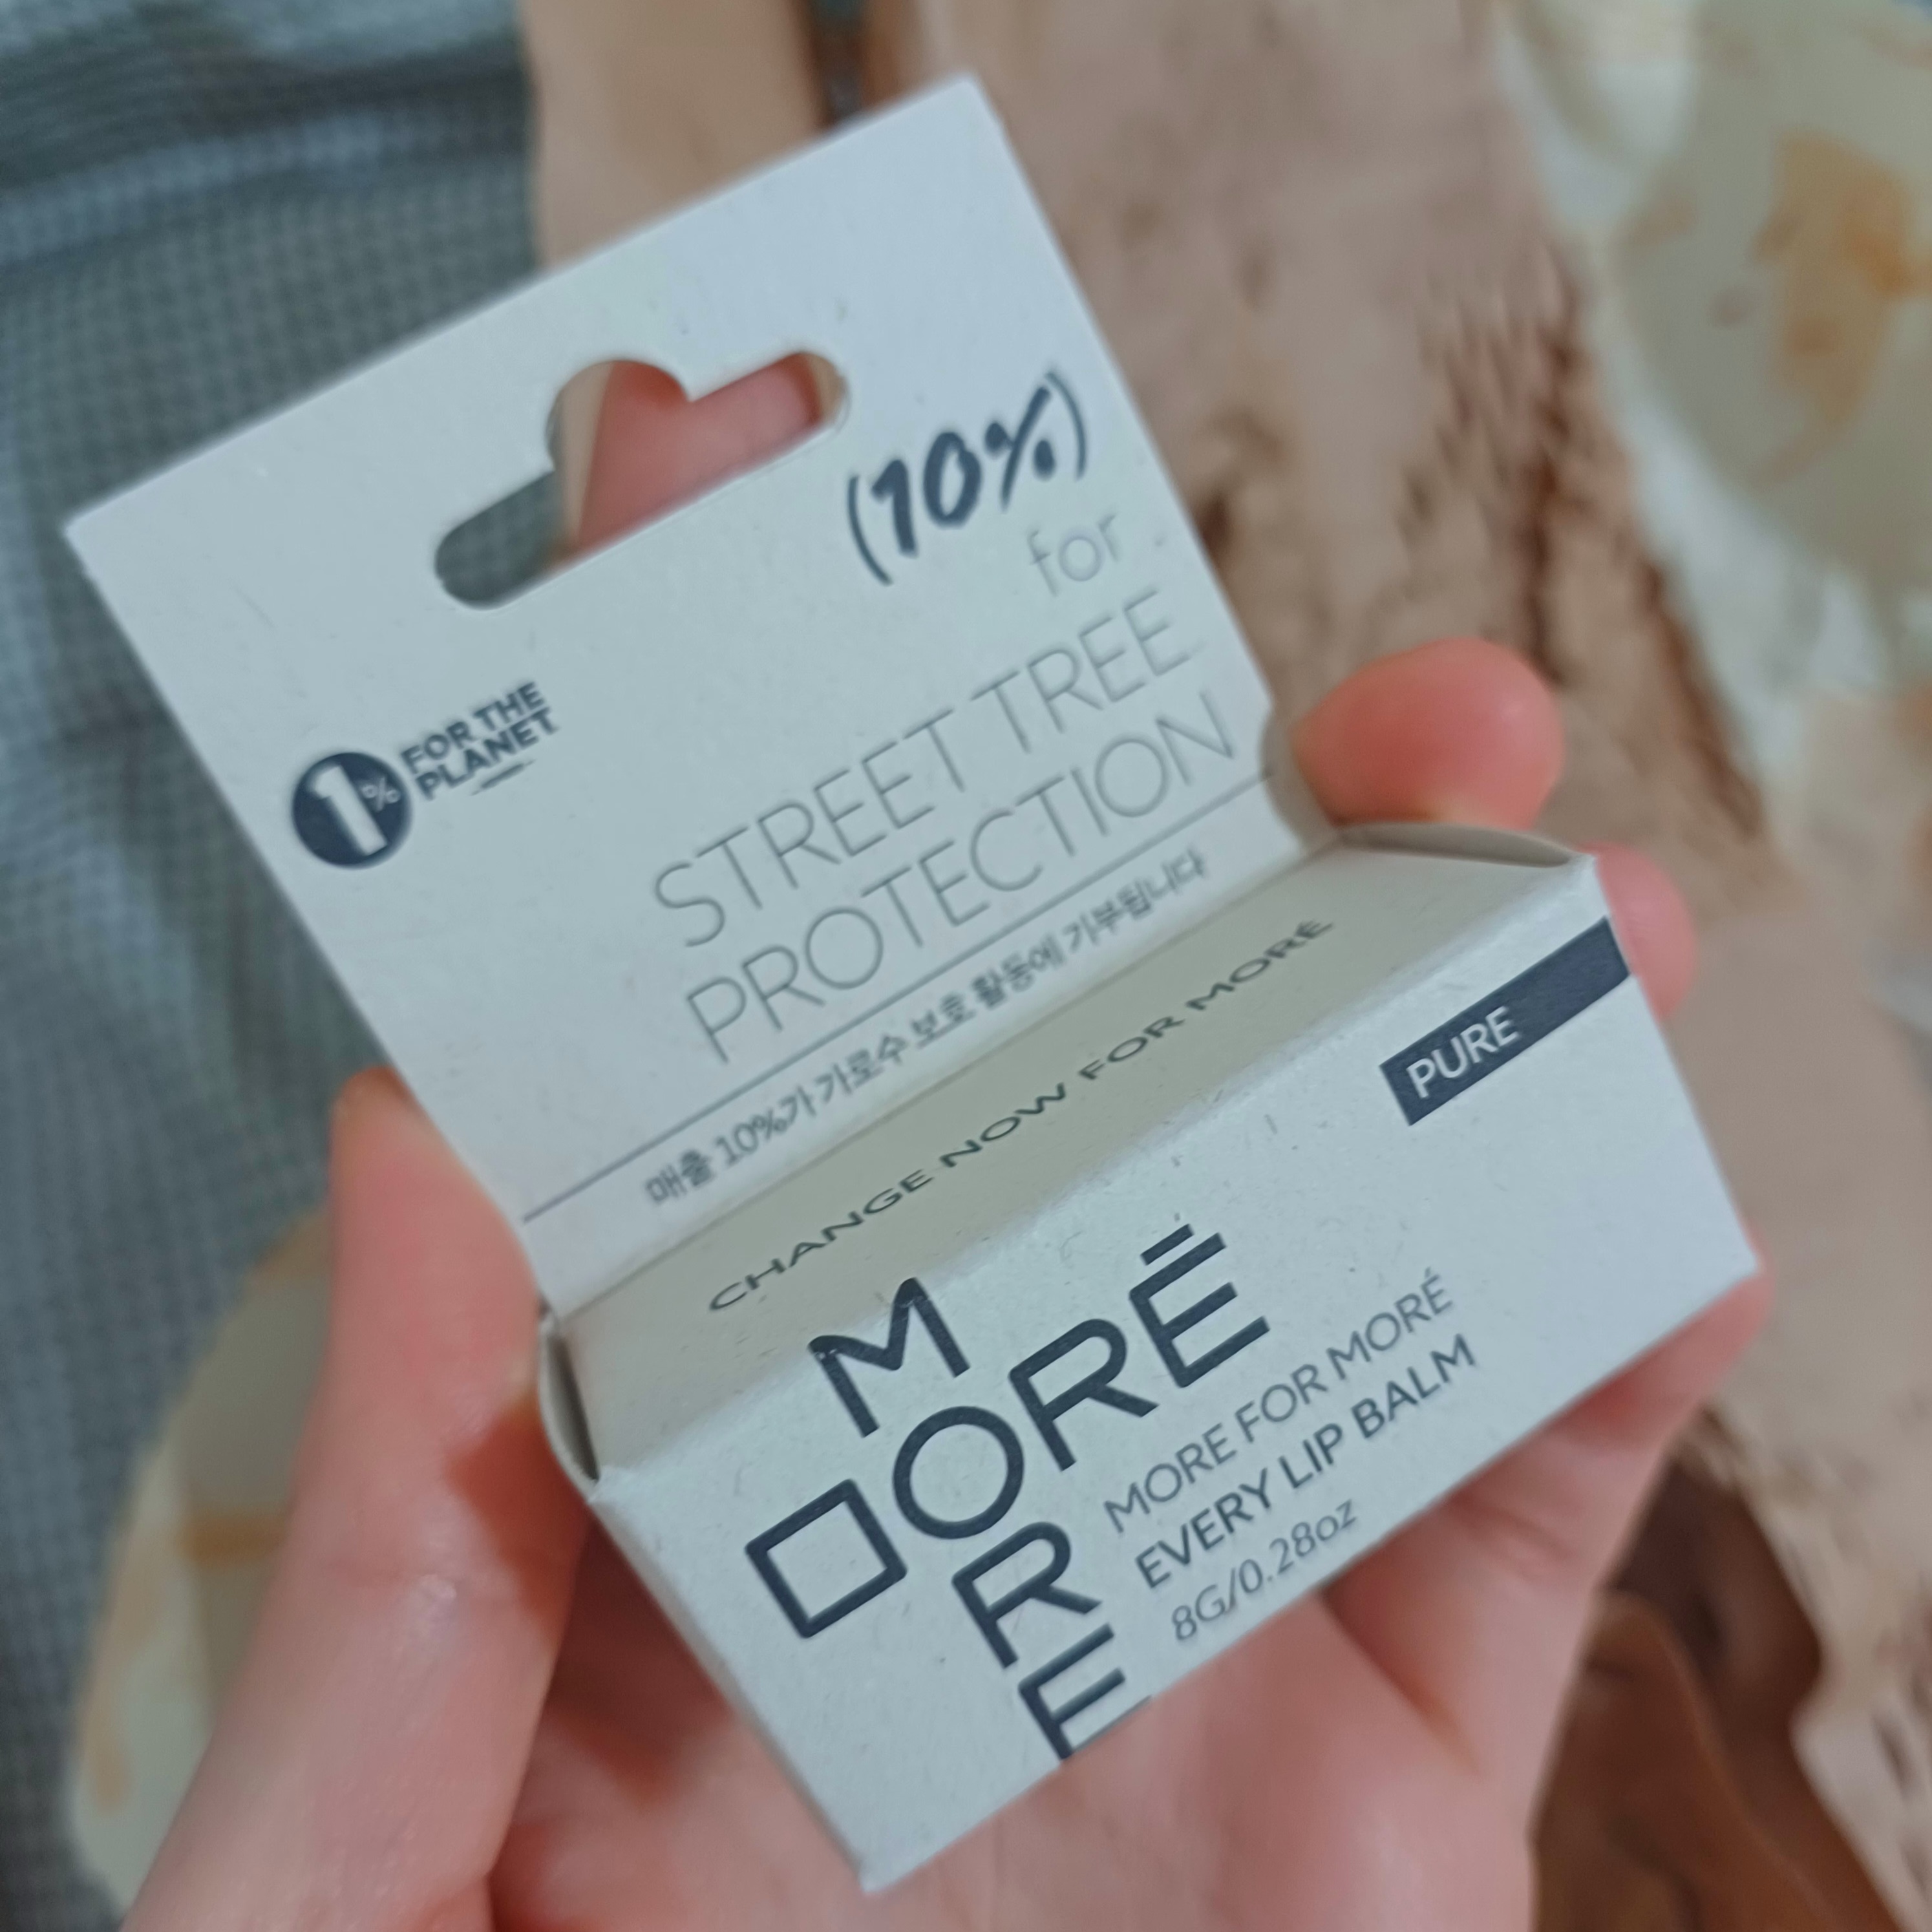 (10%)
for
STREET TREE
PROTECTION
1% FOR THE
PLANET
매출 10%가 가로수 보호 활동에 기부됩니다
CHANGE NOW FOR MORÉ
PURE
MORE
ORÉ
MORE FOR MORÉ
EVERY LIP BALM
8G/0.28oz